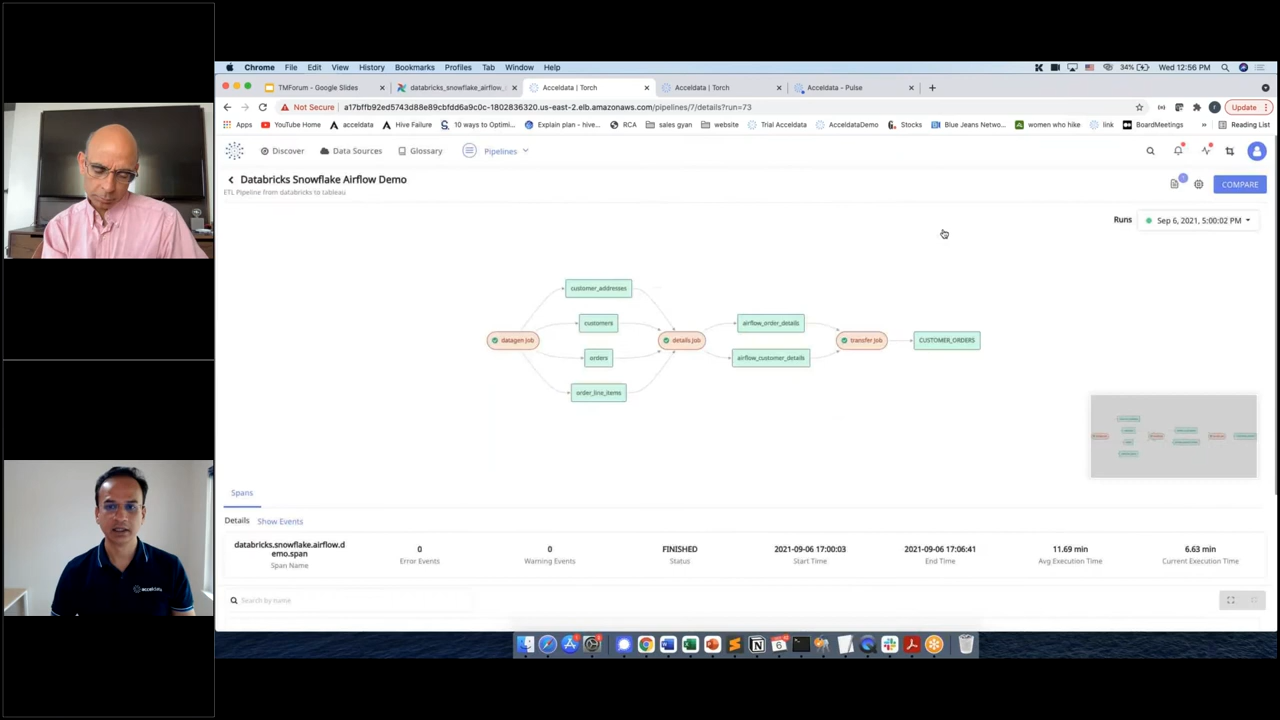 Chrome File Edit View History Bookmarks Profiles Tab Window Help
34% Wed 12:56 PM
TMForum - Google Slides
databricks_snowflake_airflow_
Acceldata | Torch
Acceldata | Torch
Acceldata - Pulse
Not Secure a17bffb92ed5743d88e89cbfdd6a9c0c-1802836320.us-east-2.elb.amazonaws.com/pipelines/7/details?run=73
Update
Apps YouTube Home acceldata Hive Failure 10 ways to Optimi... Explain plan - hive... RCA sales gyan website Trial Acceldata AcceldataDemo Stocks Blue Jeans Netwo... women who hike link BoardMeetings » Reading List
Discover Data Sources Glossary Pipelines
Databricks Snowflake Airflow Demo
ETL Pipeline from databricks to tableau
COMPARE
Runs Sep 6, 2021, 5:00:02 PM
customer_addresses
customers
airflow_order_details
datagen job
details job
transfer job
CUSTOMER_ORDERS
orders
airflow_customer_details
order_line_items
Spans
Details Show Events
databricks.snowflake.airflow.d
emo.span
Span Name
0
Error Events
0
Warning Events
FINISHED
Status
2021-09-06 17:00:03
Start Time
2021-09-06 17:06:41
End Time
11.69 min
Avg Execution Time
6.63 min
Current Execution Time
Search by name
acceldata